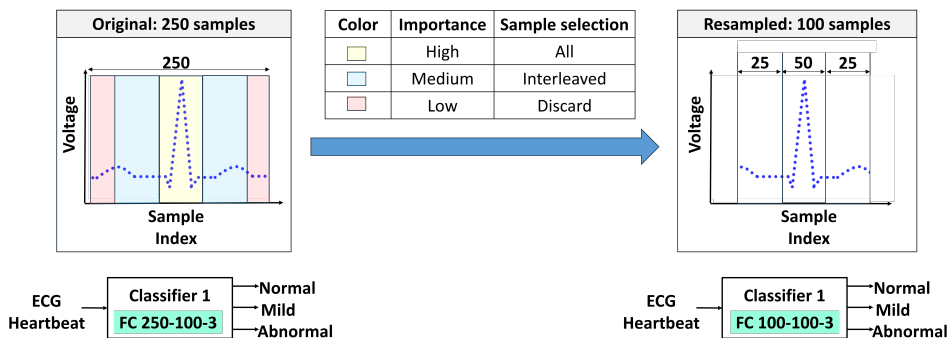 Original: 250 samples
250
Voltage
Sample
Index
Color Importance Sample selection
High All
Medium Interleaved
Low Discard
Resampled: 100 samples
25 50 25
Voltage
Sample
Index
ECG
Heartbeat
Classifier 1
FC 250-100-3
Normal
Mild
Abnormal
ECG
Heartbeat
Classifier 1
FC 100-100-3
Normal
Mild
Abnormal